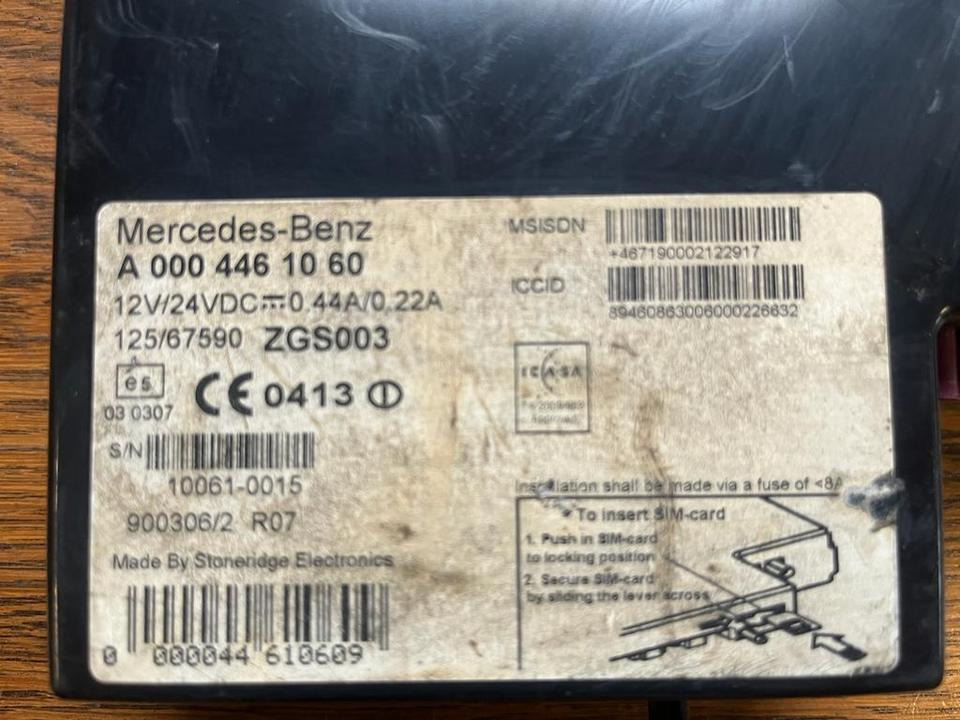 Mercedes-Benz
A 000 446 10 60
12V/24VDC⎓0.44A/0.22A
125/67590 ZGS003
e5
03 0307
CE 0413
S/N
10061-0015
900306/2 R07
Made By Stoneridge Electronics
0 000044 610609
MSISDN
+467190002122917
ICCID
89460863006000226632
ICASA
Installation shall be made via a fuse of <8A
To insert SIM-card
1. Push in SIM-card
to locking position
2. Secure SIM-card
by sliding the lever across